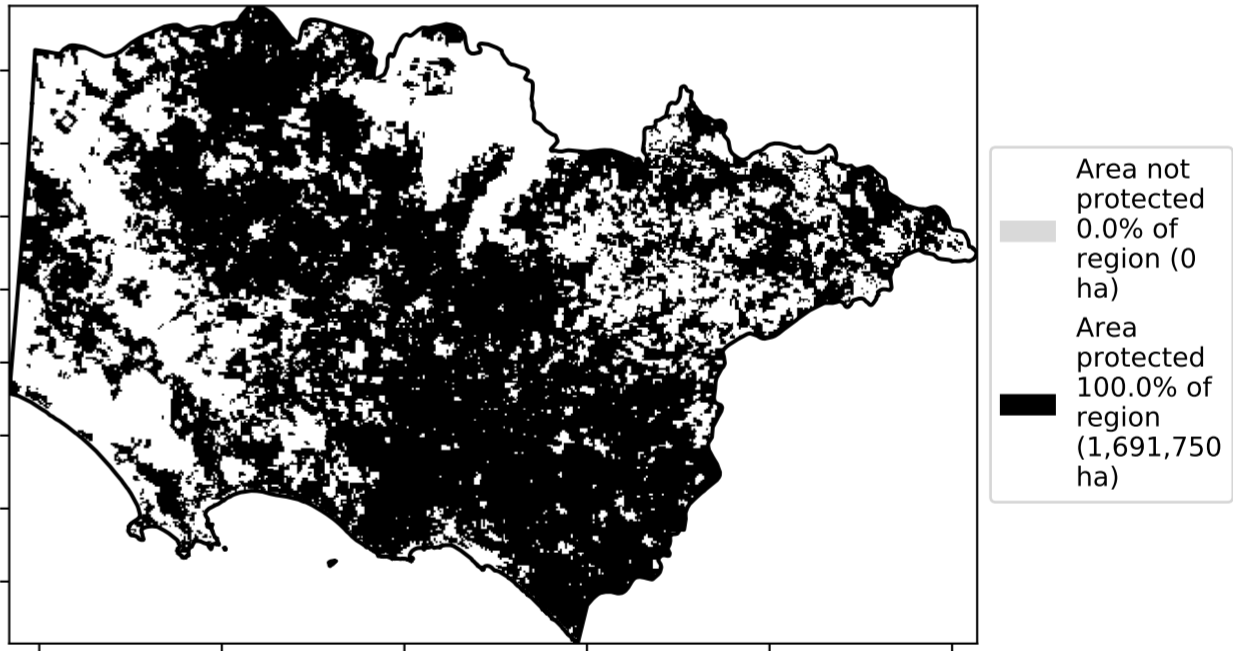 Area not
protected
0.0% of
region (0
ha)
Area
protected
100.0% of
region
(1,691,750
ha)